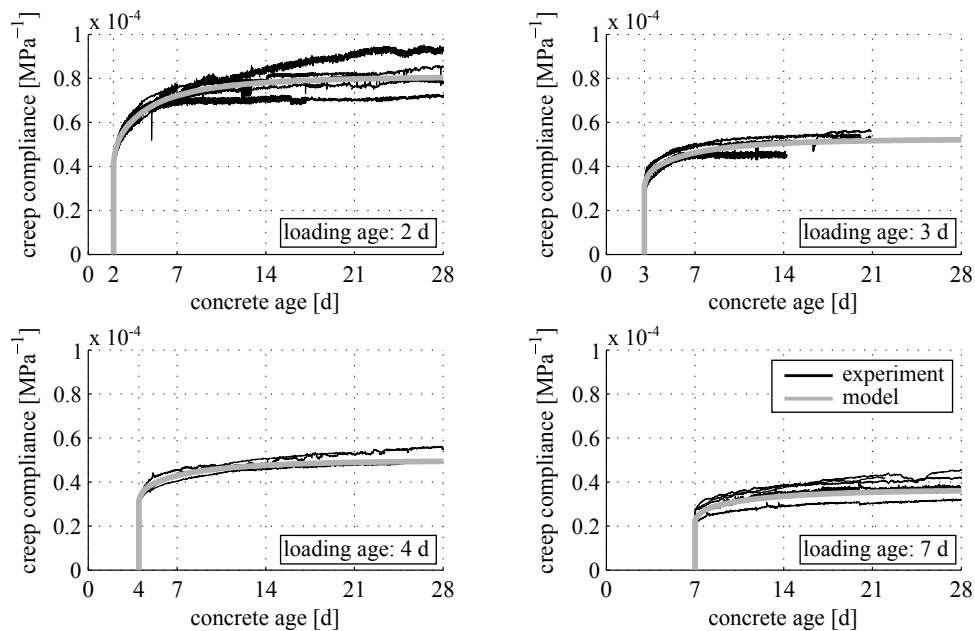 x 10⁻⁴
creep compliance [MPa⁻¹]
1
0.8
0.6
0.4
0.2
0
loading age: 2 d
0 2 7 14 21 28
concrete age [d]
x 10⁻⁴
creep compliance [MPa⁻¹]
1
0.8
0.6
0.4
0.2
0
loading age: 3 d
0 3 7 14 21 28
concrete age [d]
x 10⁻⁴
creep compliance [MPa⁻¹]
1
0.8
0.6
0.4
0.2
0
loading age: 4 d
0 4 7 14 21 28
concrete age [d]
x 10⁻⁴
creep compliance [MPa⁻¹]
1
0.8
0.6
0.4
0.2
0
experiment
model
loading age: 7 d
0 7 14 21 28
concrete age [d]